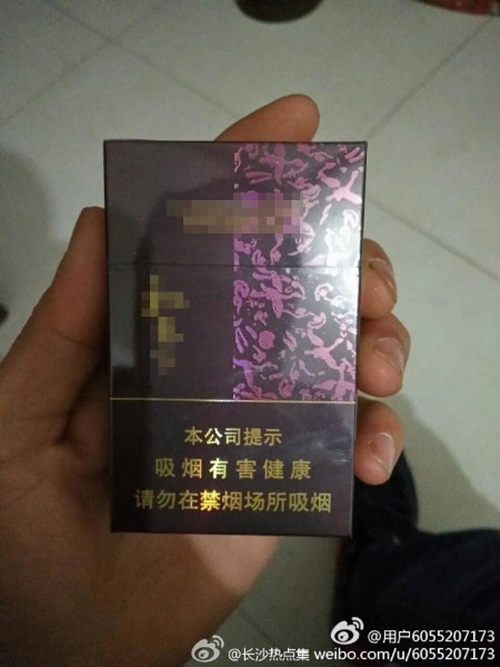 本公司提示
吸烟有害健康
请勿在禁烟场所吸烟
@用户6055207173
@长沙热点集 weibo.com/u/6055207173